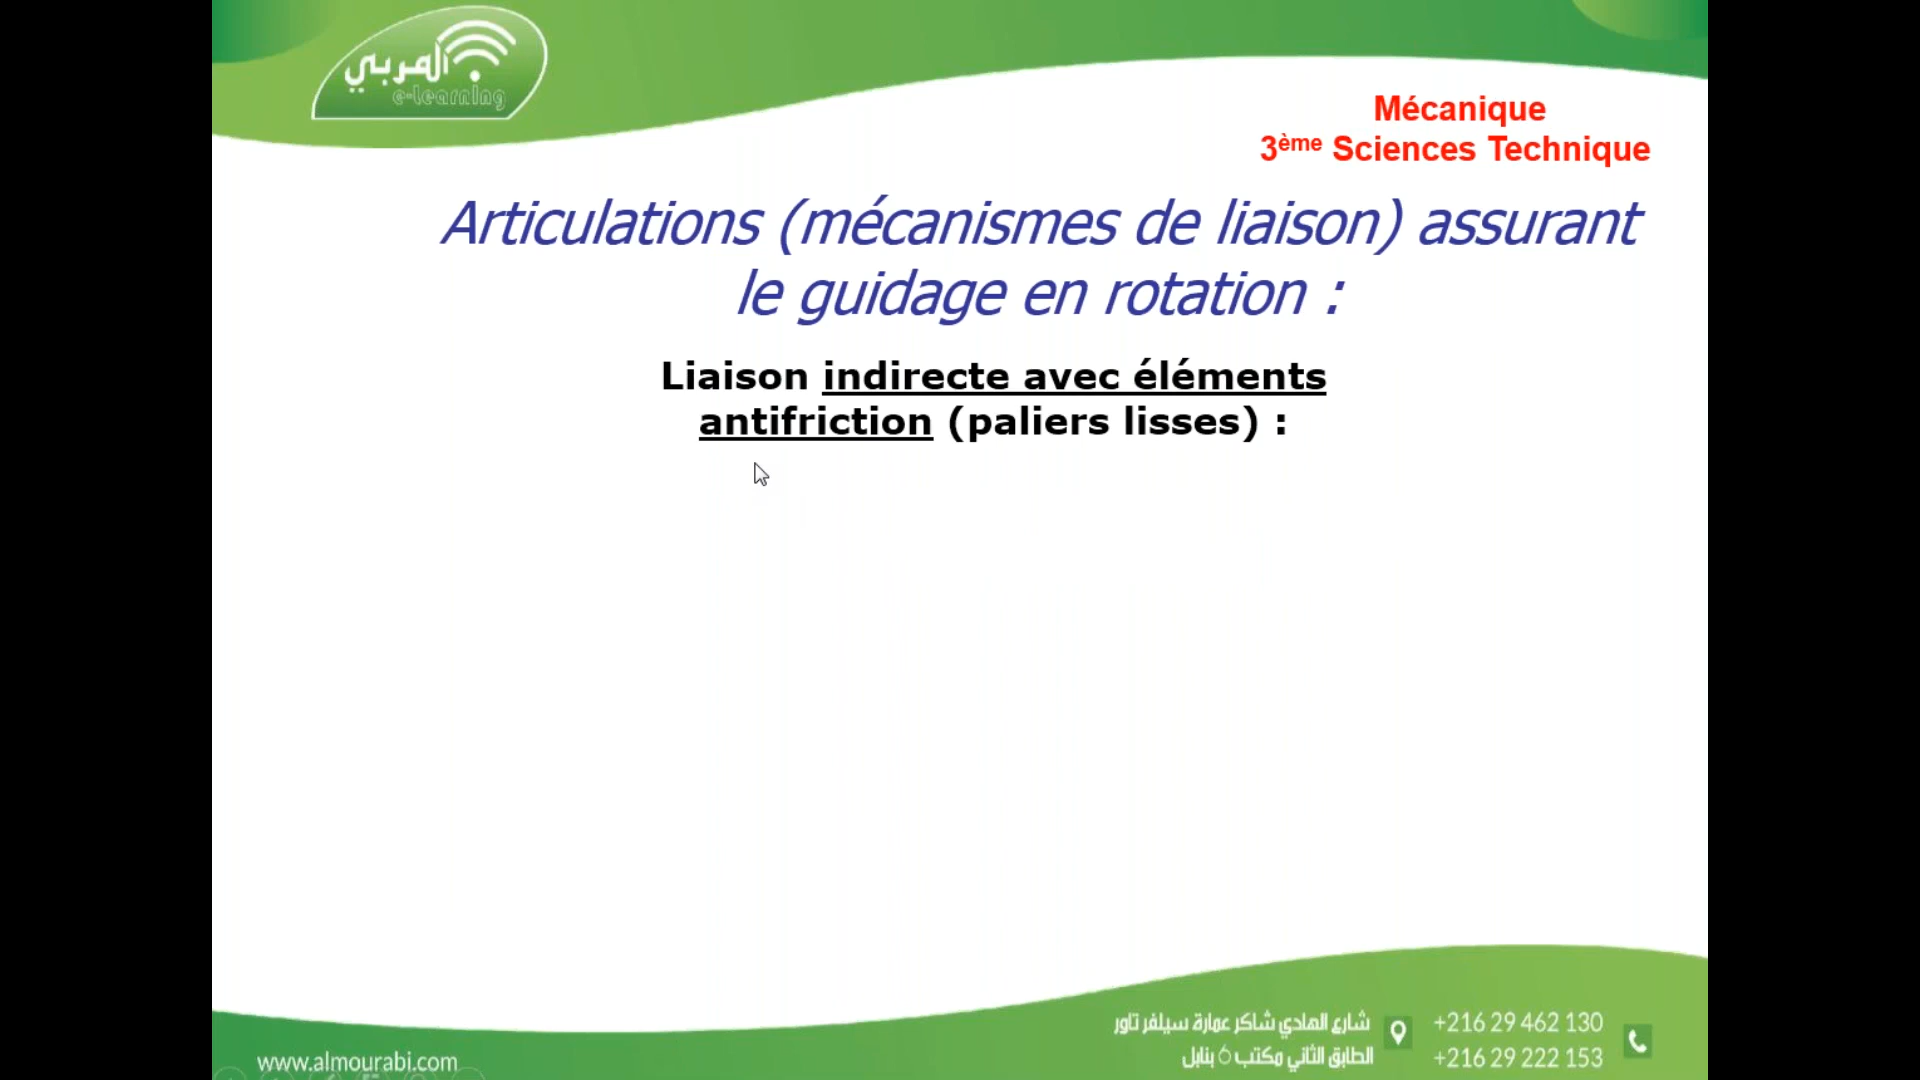 المربي
e-learning
Mécanique
3ème Sciences Technique
Articulations (mécanismes de liaison) assurant
le guidage en rotation :
Liaison indirecte avec éléments
antifriction (paliers lisses) :
www.almourabi.com
شارع الهادي شاكر عمارة سيلفر تاور
الطابق الثاني مكتب 6 بنابل
+216 29 462 130
+216 29 222 153